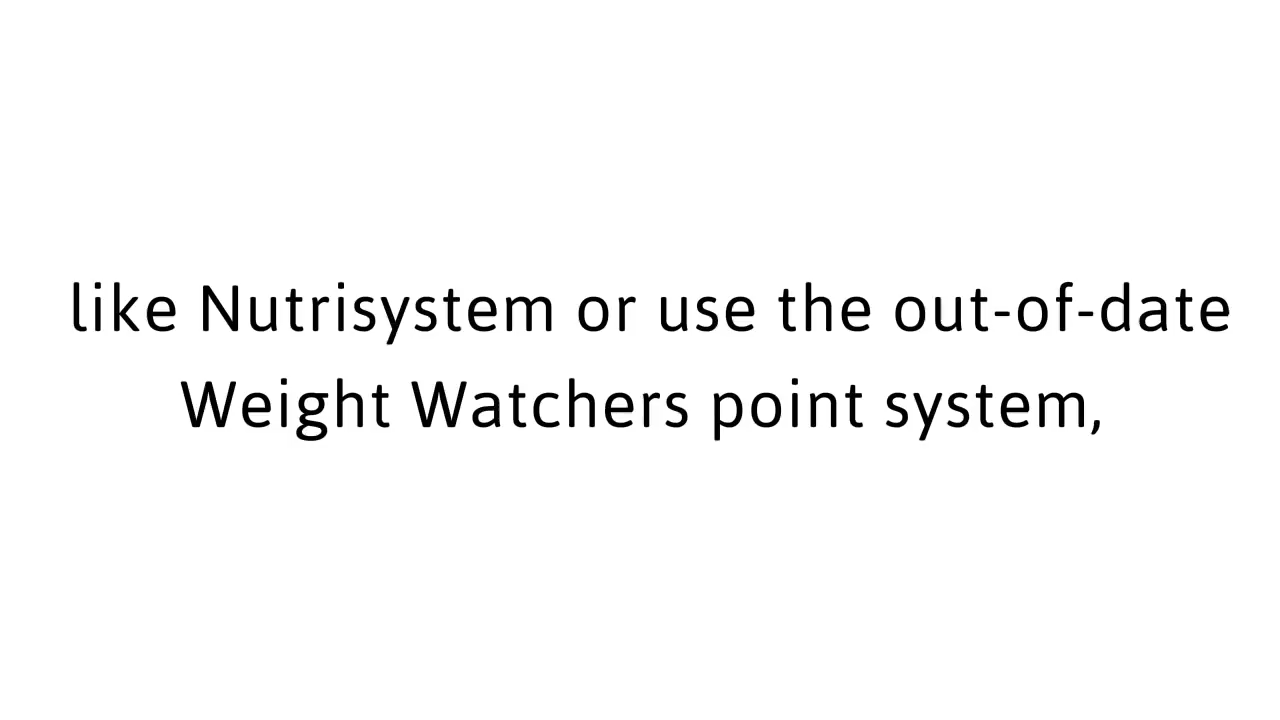 like Nutrisystem or use the out-of-date
Weight Watchers point system,